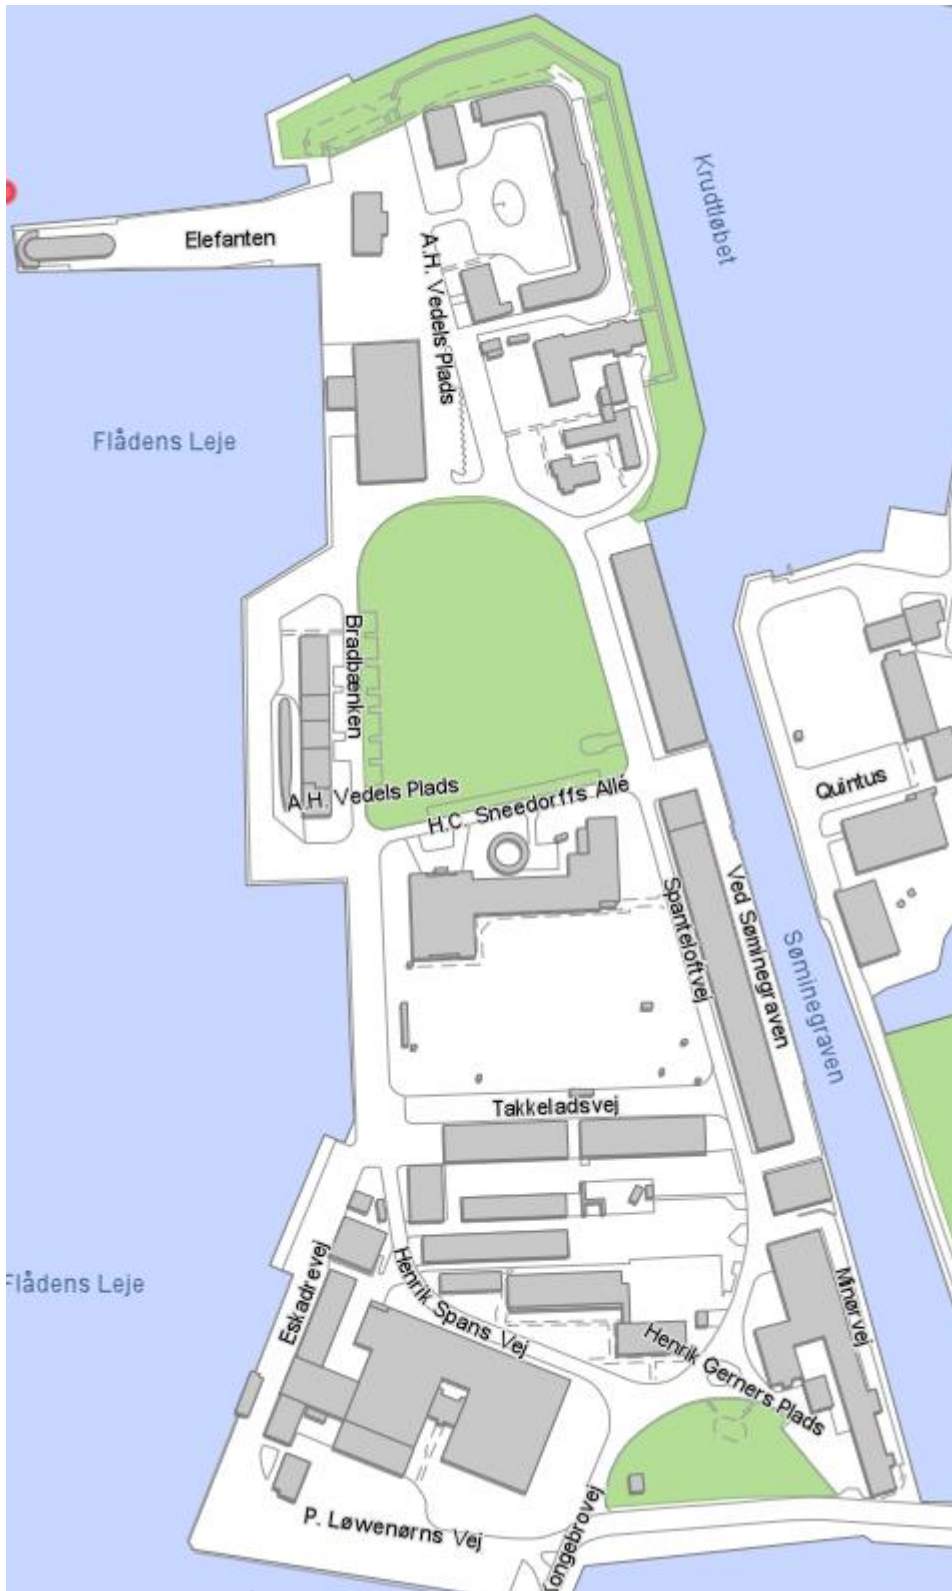 Krudtløbet
Elefanten
A.H. Vedels Plads
Flådens Leje
Bradbænken
A.H. Vedels Plads
H.C. Sneedorffs Allé
Quintus
Ved Søminegraven
Spanteloftvej
Søminegraven
Takkeladsvej
Flådens Leje
Eskadrevej
Henrik Spans Vej
Minørvej
Henrik Gerners Plads
P. Løwenørns Vej
Kongebrovej